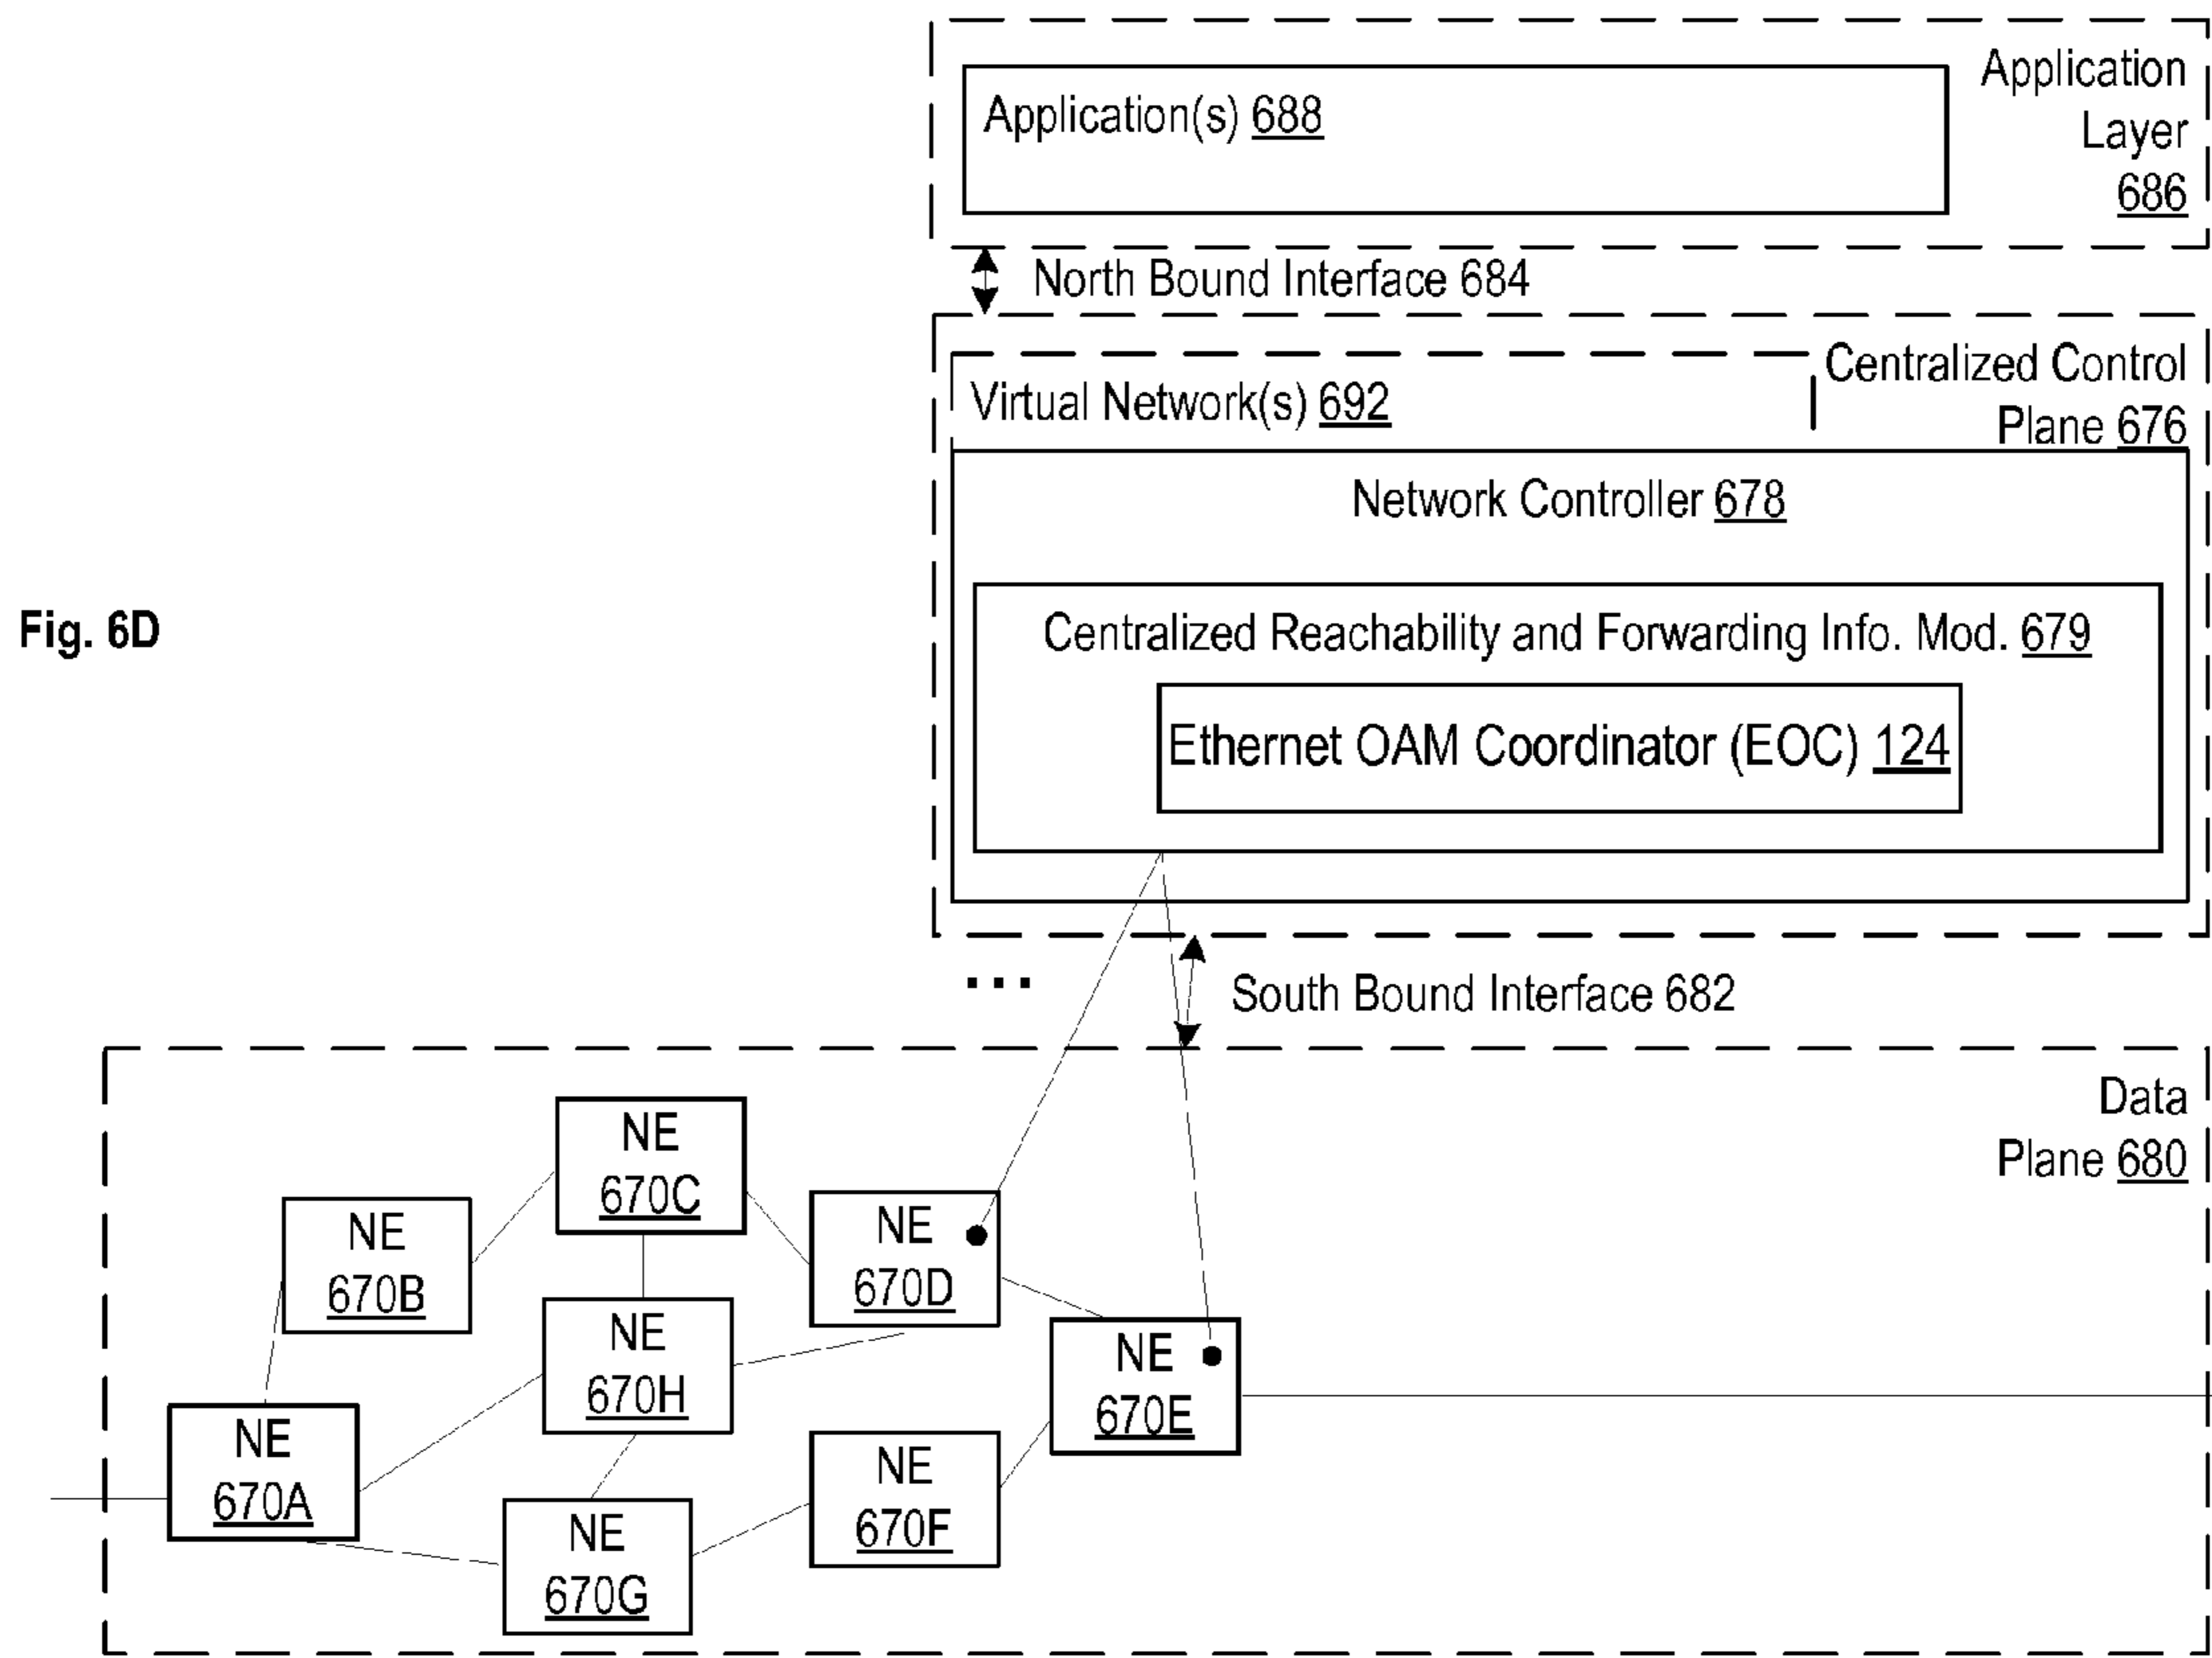 Application
Layer
686
Application(s) 688
North Bound Interface 684
Centralized Control
Plane 676
Virtual Network(s) 692
Network Controller 678
Fig. 6D
Centralized Reachability and Forwarding Info. Mod. 679
Ethernet OAM Coordinator (EOC) 124
...
South Bound Interface 682
Data
Plane 680
NE
670C
NE
670B
NE
670D
NE
670H
NE
670E
NE
670A
NE
670F
NE
670G